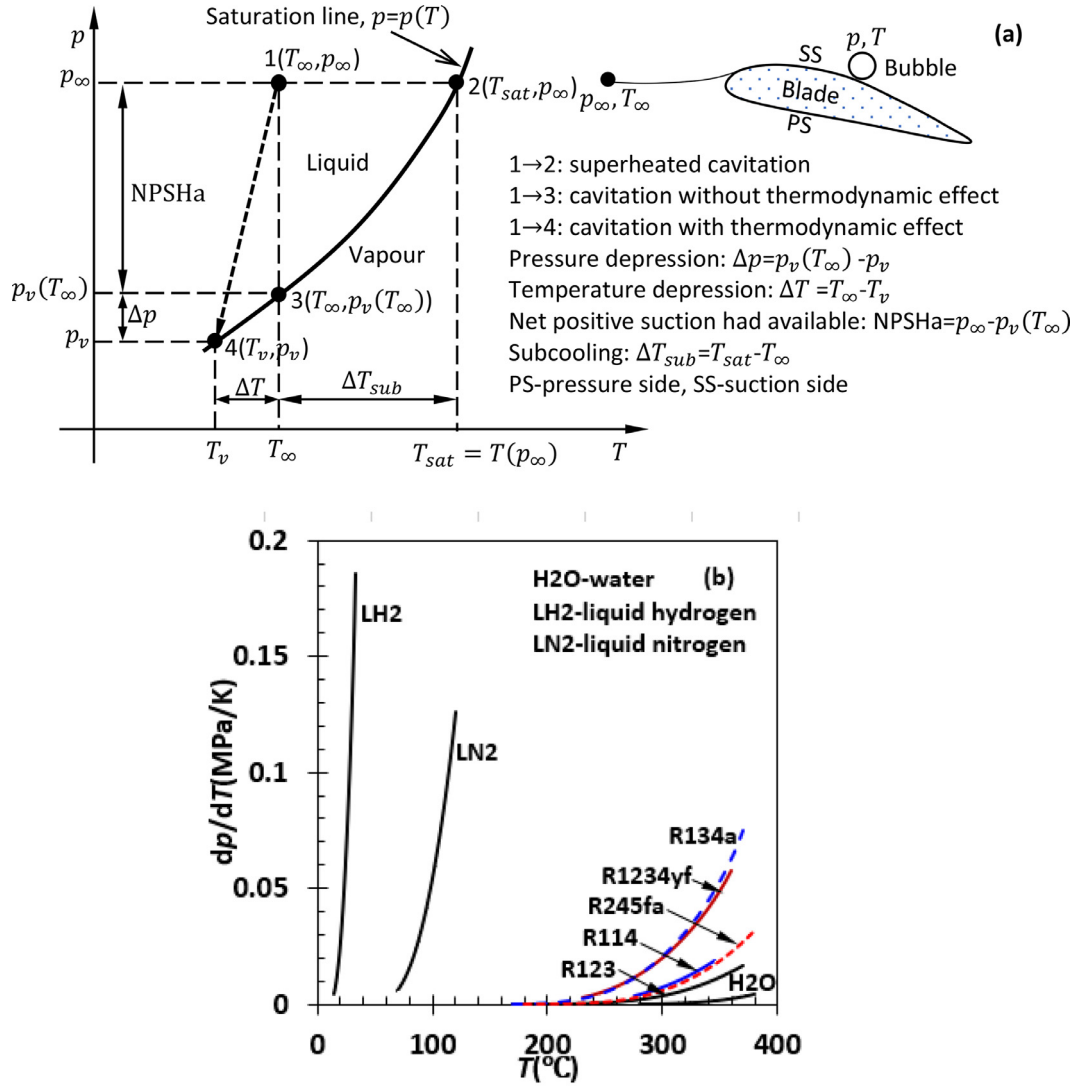 Saturation line, p=p(T)
(a)
p
p∞
1(T∞,p∞)
2(Tsat,p∞)
p∞, T∞
SS
p, T
Bubble
Blade
PS
Liquid
NPSHa
Vapour
1→2: superheated cavitation
1→3: cavitation without thermodynamic effect
1→4: cavitation with thermodynamic effect
Pressure depression: Δp=pv(T∞) -pv
Temperature depression: ΔT =T∞-Tv
Net positive suction had available: NPSHa=p∞-pv(T∞)
Subcooling: ΔTsub=Tsat-T∞
PS-pressure side, SS-suction side
pv(T∞)
3(T∞,pv(T∞))
Δp
pv
4(Tv,pv)
ΔT
ΔTsub
Tv
T∞
Tsat = T(p∞)
T
0.2
0.15
0.1
0.05
0
dp/dT(MPa/K)
H2O-water
(b)
LH2-liquid hydrogen
LN2-liquid nitrogen
LH2
LN2
R134a
R1234yf
R245fa
R114
R123
H2O
0
100
200
300
400
T(°C)